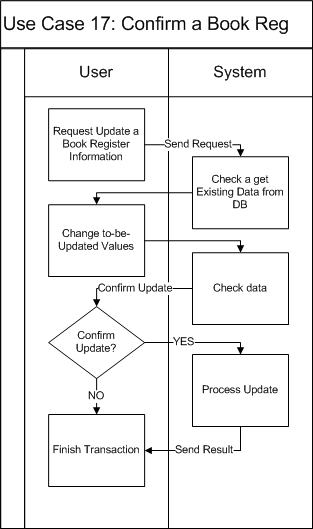 Use Case 17: Confirm a Book Reg
User
System
Request Update a
Book Register
Information
Send Request
Check a get
Existing Data from
DB
Change to-be-
Updated Values
Check data
Confirm Update
Confirm
Update?
YES
Process Update
NO
Finish Transaction
Send Result